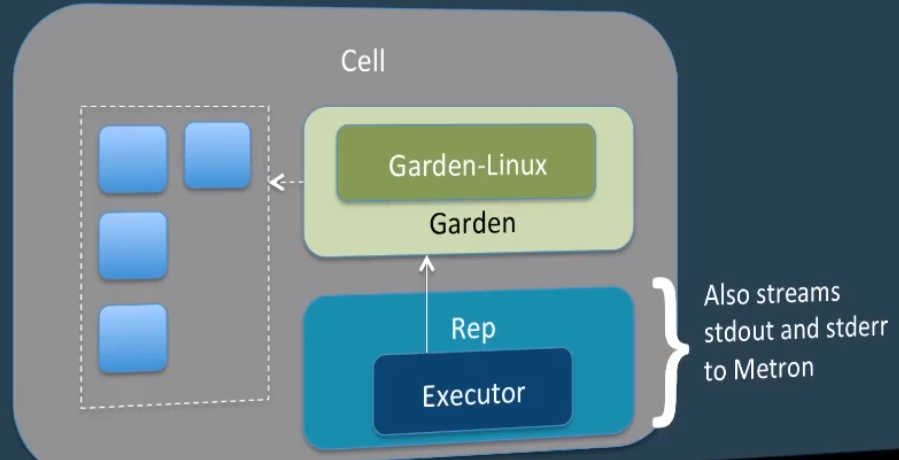 Cell
Garden-Linux
Garden
Rep
Executor
Also streams
stdout and stderr
to Metron